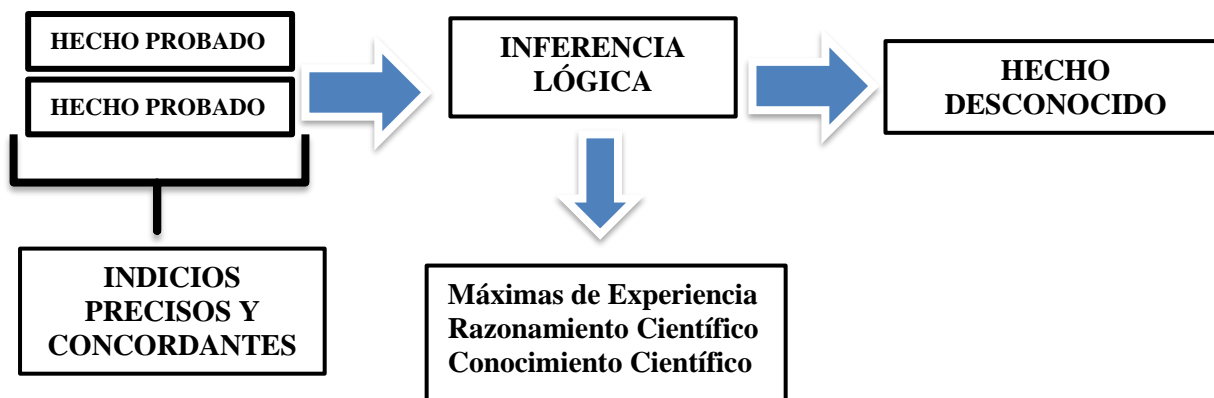 HECHO PROBADO
HECHO PROBADO
INFERENCIA
LÓGICA
HECHO
DESCONOCIDO
INDICIOS
PRECISOS Y
CONCORDANTES
Máximas de Experiencia
Razonamiento Científico
Conocimiento Científico